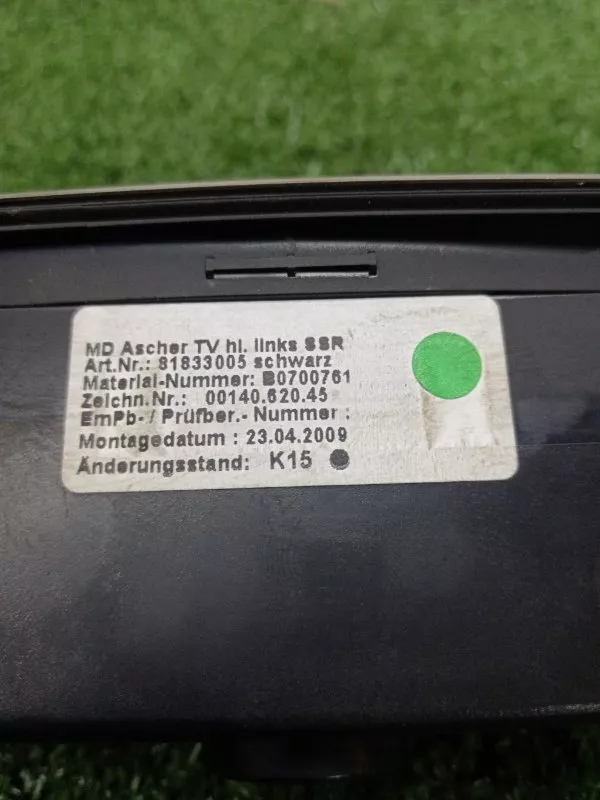 MD Ascher TV hl. links SSR
Art.Nr.: 81833005 schwarz
Material-Nummer: B0700761
Zeichn.Nr.: 00140.620.45
EmPb- / Prüfber.- Nummer :
Montagedatum : 23.04.2009
Änderungsstand: K15